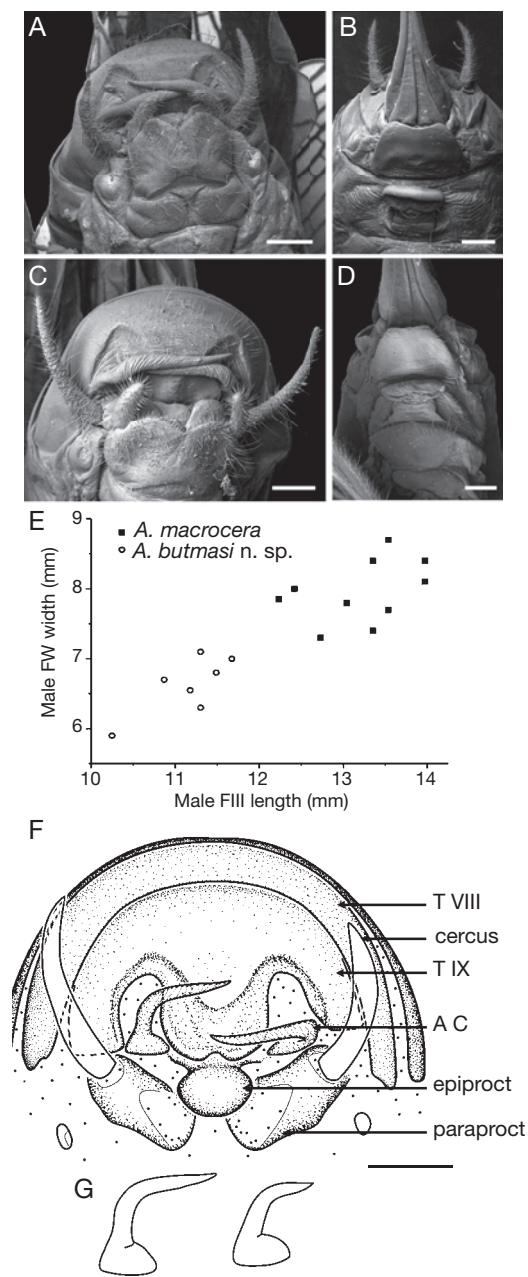 A
B
C
D
E
9
8
7
6
Male FW width (mm)
A. macrocera
A. butmasi n. sp.
10 11 12 13 14
Male FIII length (mm)
F
T VIII
cercus
T IX
A C
epiproct
paraproct
G